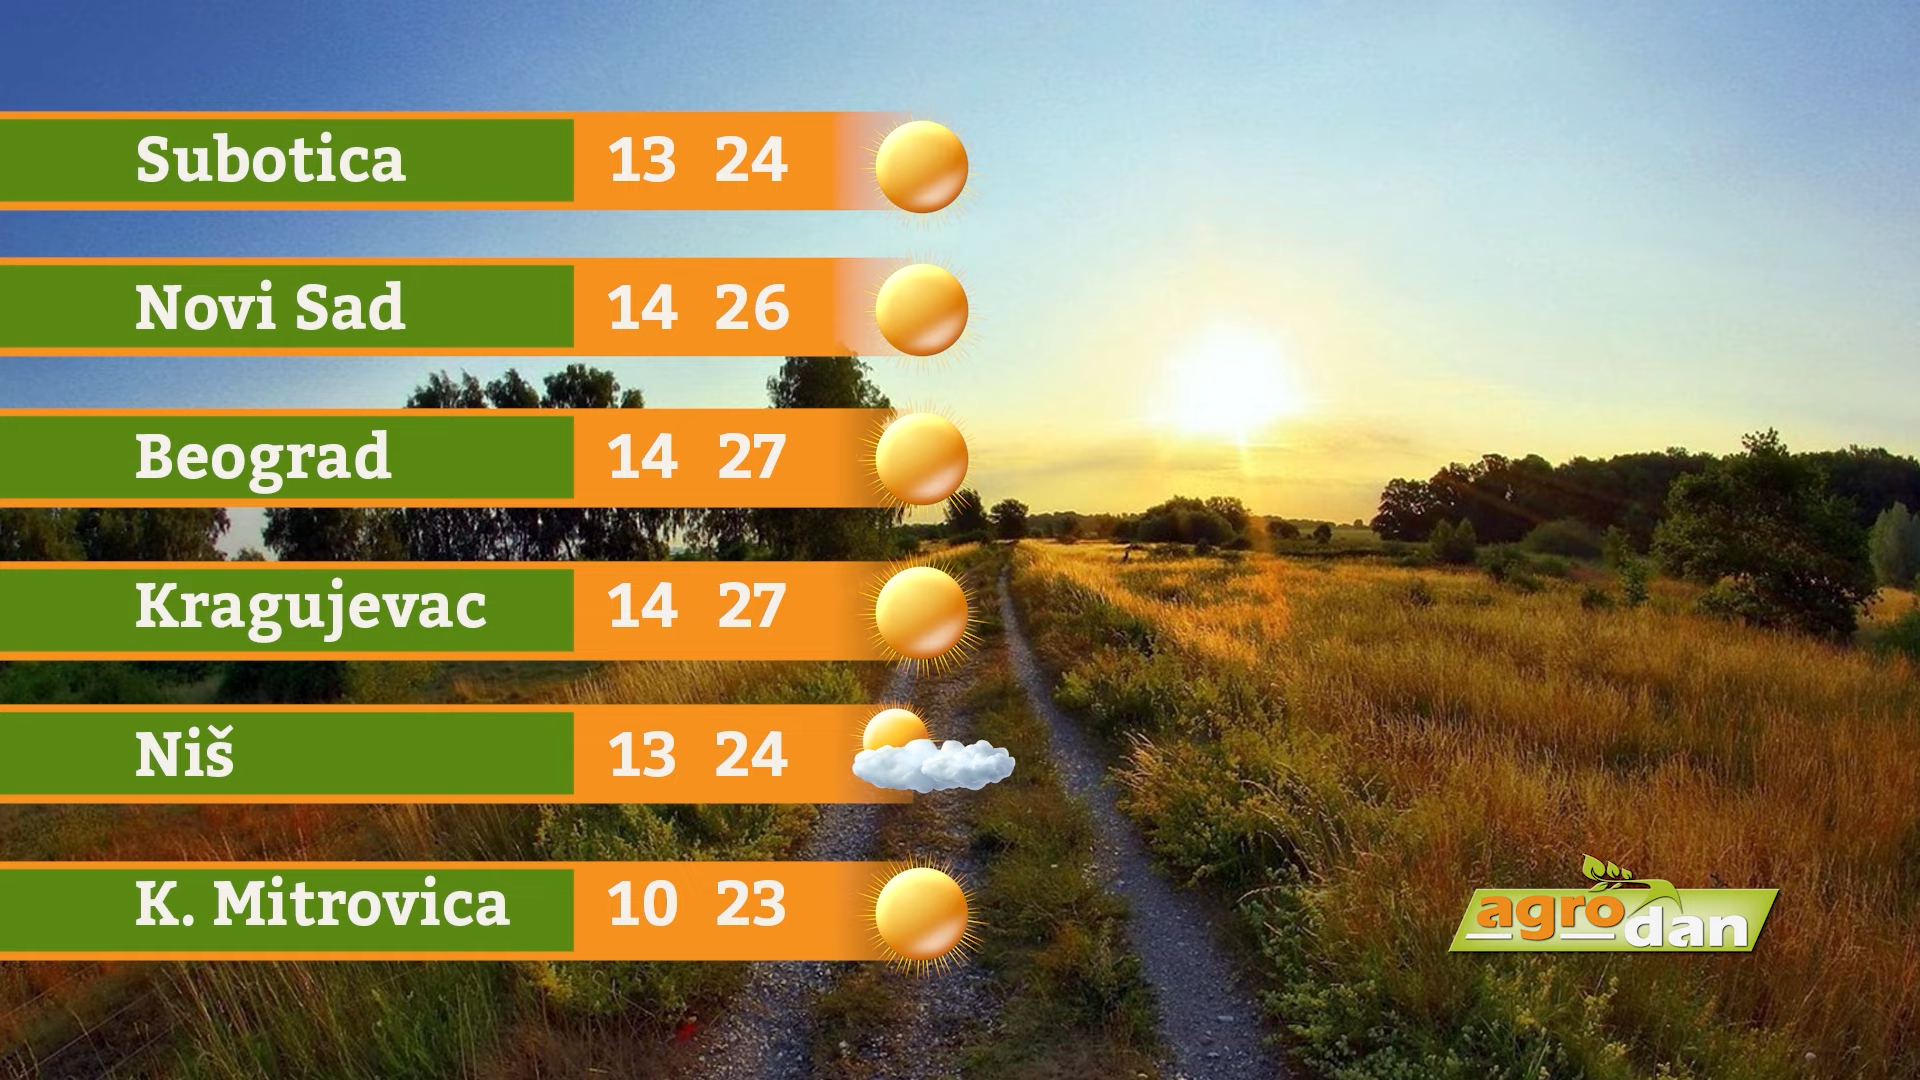 Subotica 13 24
Novi Sad 14 26
Beograd 14 27
Kragujevac 14 27
Niš 13 24
K. Mitrovica 10 23
agro dan